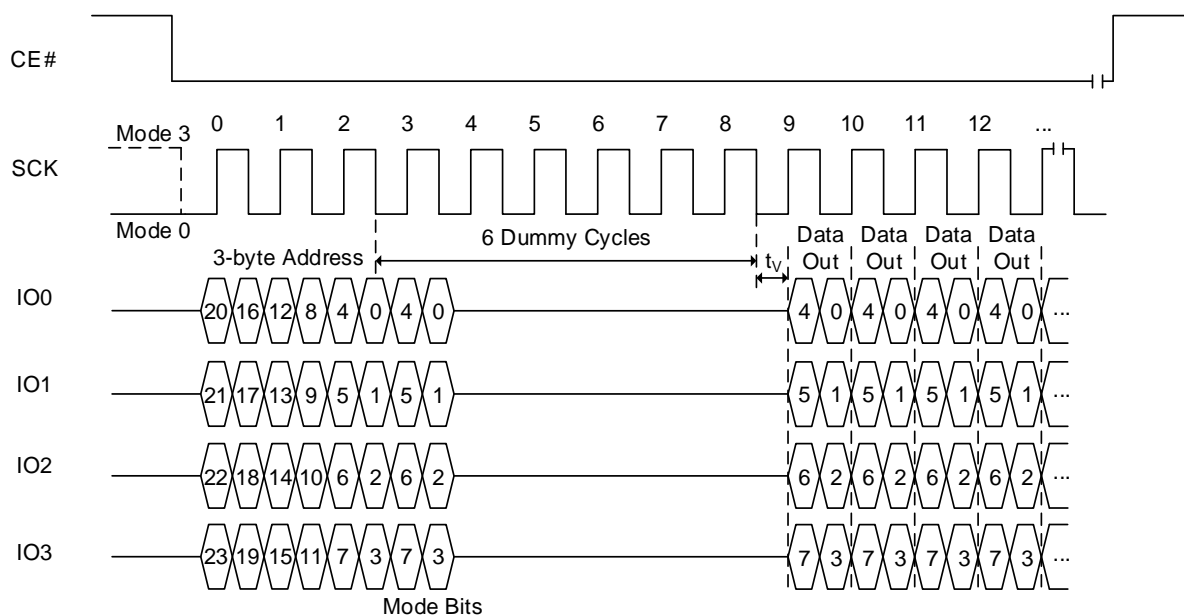 CE#
Mode 3 0 1 2 3 4 5 6 7 8 9 10 11 12 ...
SCK
Mode 0
3-byte Address 6 Dummy Cycles tV Data Out Data Out Data Out Data Out
IO0 20 16 12 8 4 0 4 0 4 0 4 0 4 0 4 0 ...
IO1 21 17 13 9 5 1 5 1 5 1 5 1 5 1 5 1 ...
IO2 22 18 14 10 6 2 6 2 6 2 6 2 6 2 6 2 ...
IO3 23 19 15 11 7 3 7 3 7 3 7 3 7 3 7 3 ...
Mode Bits